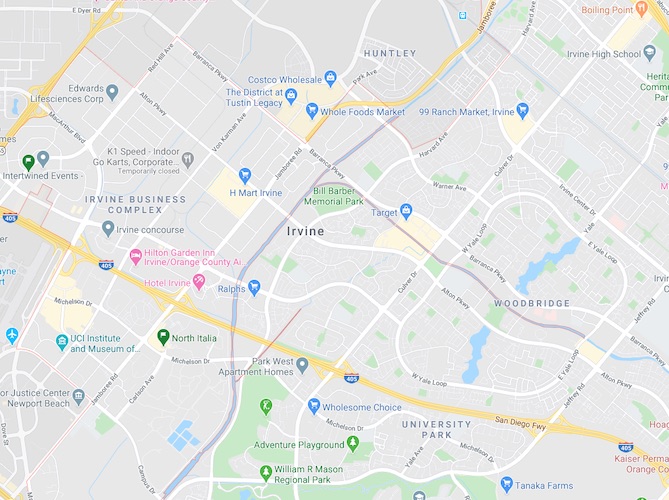 E Dyer Rd
Red Hill Ave
Barranca Pkwy
HUNTLEY
Jamboree
Harvard Ave
Boiling Point
Irvine High School
Costco Wholesale
Park Ave
Edwards
Lifesciences Corp
The District at
Tustin Legacy
Whole Foods Market
99 Ranch Market, Irvine
Herita
Commu
Par
Alton Pkwy
MacArthur Blvd
Von Karman Ave
K1 Speed - Indoor
Go Karts, Corporate...
Temporarily closed
Jamboree Rd
Barranca Pkwy
Harvard Ave
Culver Dr
Intertwined Events -
H Mart Irvine
Bill Barber
Memorial Park
Warner Ave
Irvine Center Dr
IRVINE BUSINESS
COMPLEX
Target
405
Irvine concourse
Irvine
W Yale Loop
E Yale Loop
Hilton Garden Inn
Irvine/Orange County Ai...
405
Barranca Pkwy
Hotel Irvine
Ralphs
Culver Dr
Alton Pkwy
WOODBRIDGE
Jeffrey Rd
Michelson Dr
ayne
rt
UCI Institute
and Museum of...
North Italia
Michelson Dr
Park West
Apartment Homes
405
W Yale Loop
E Yale Loop
Alton Pkwy
Jamboree Rd
Carlson Ave
or Justice Center
Newport Beach
Wholesome Choice
Michelson Dr
San Diego Fwy
Jeffrey Rd
UNIVERSITY
PARK
Hoag
405
Dove St
Adventure Playground
Michelson Dr
Yale Ave
Kaiser Perma
Orange Co
Campus Dr
William R Mason
Regional Park
Tanaka Farms